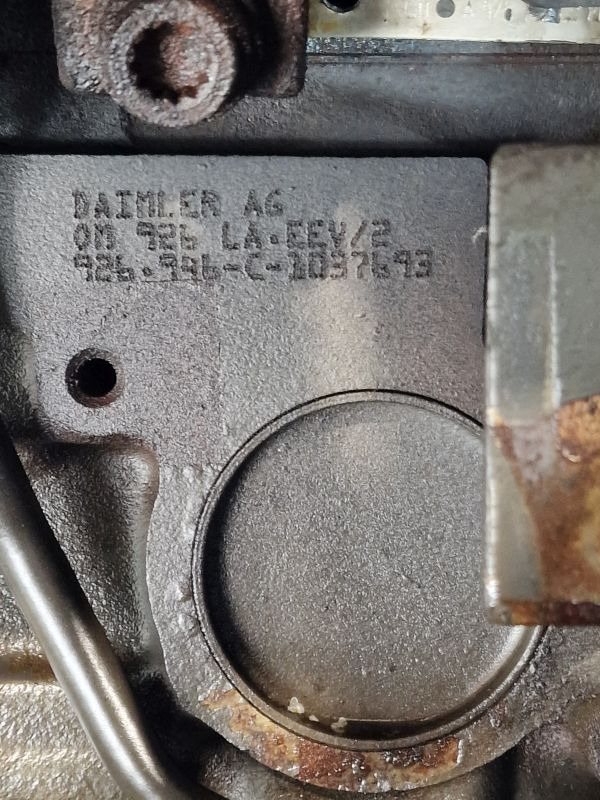 DAIMLER AG
OM 926 LA.EEV/2
926.996-C-1037693